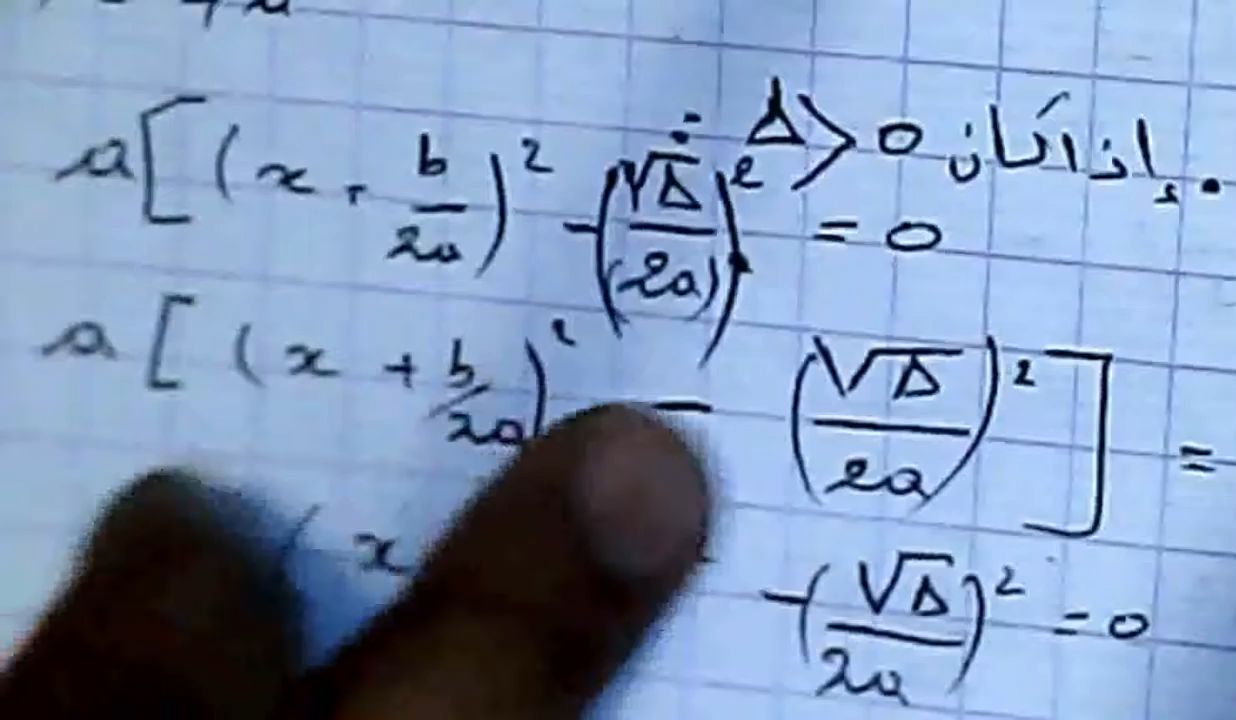 إذا كان Δ > 0 :
a[(x + b/2a)² - (√Δ/(2a))² = 0
a[(x + b/2a)² - (√Δ/2a)²] =
(x - (√Δ/2a)² = 0